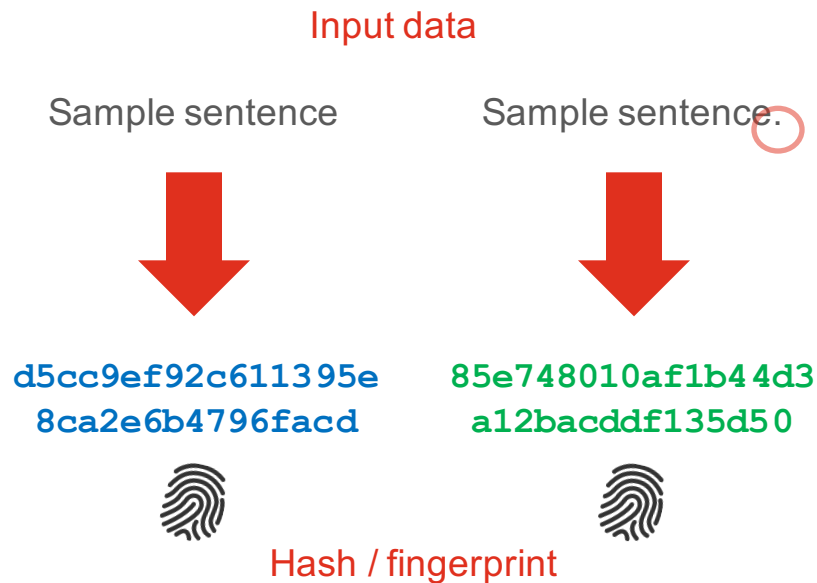 Input data
Sample sentence
Sample sentence.
d5cc9ef92c611395e
8ca2e6b4796facd
85e748010af1b44d3
a12bacddf135d50
Hash / fingerprint